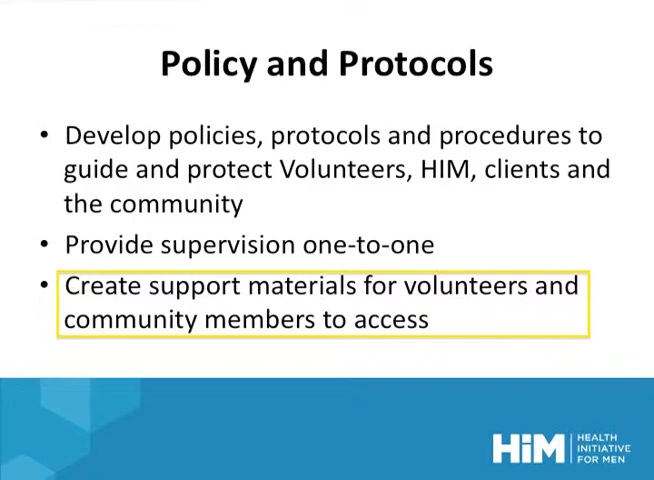 Policy and Protocols
• Develop policies, protocols and procedures to
guide and protect Volunteers, HIM, clients and
the community
• Provide supervision one-to-one
• Create support materials for volunteers and
community members to access
HiM
HEALTH
INITIATIVE
FOR MEN